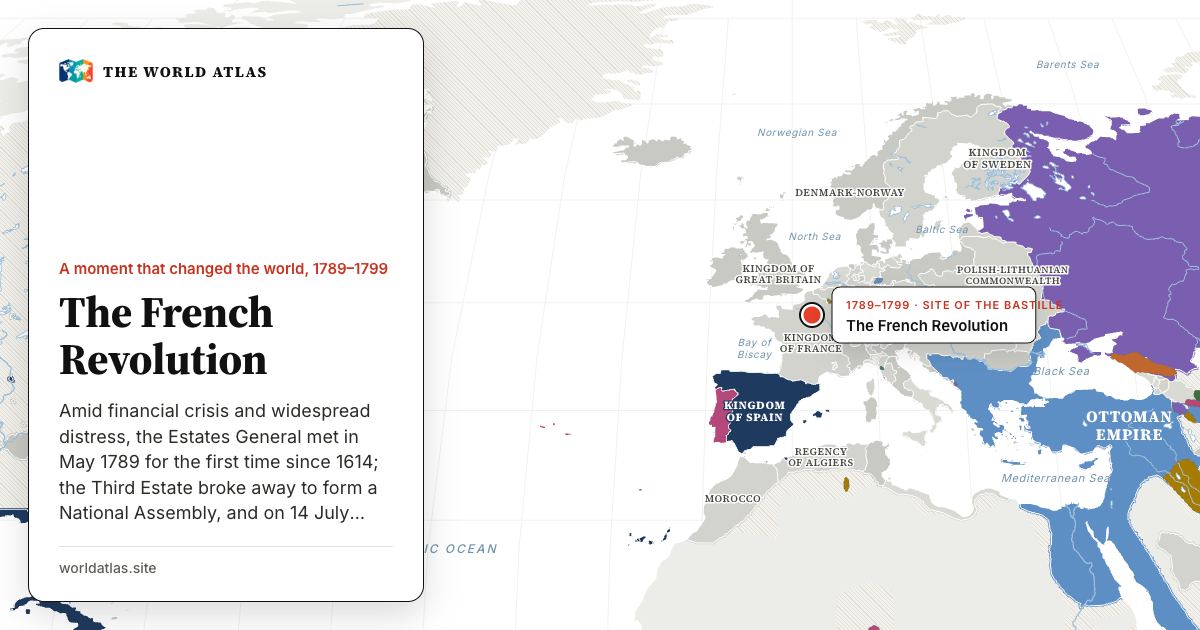 THE WORLD ATLAS
A moment that changed the world, 1789–1799
The French
Revolution
Amid financial crisis and widespread
distress, the Estates General met in
May 1789 for the first time since 1614;
the Third Estate broke away to form a
National Assembly, and on 14 July…
worldatlas.site
Barents Sea
Norwegian Sea
KINGDOM
OF SWEDEN
DENMARK-NORWAY
North Sea
Baltic Sea
KINGDOM OF
GREAT BRITAIN
POLISH-LITHUANIAN
COMMONWEALTH
1789–1799 · SITE OF THE BASTILLE
The French Revolution
KINGDOM
OF FRANCE
Bay of
Biscay
Black Sea
KINGDOM
OF SPAIN
OTTOMAN
EMPIRE
REGENCY
OF ALGIERS
Mediterranean Sea
MOROCCO
IC OCEAN